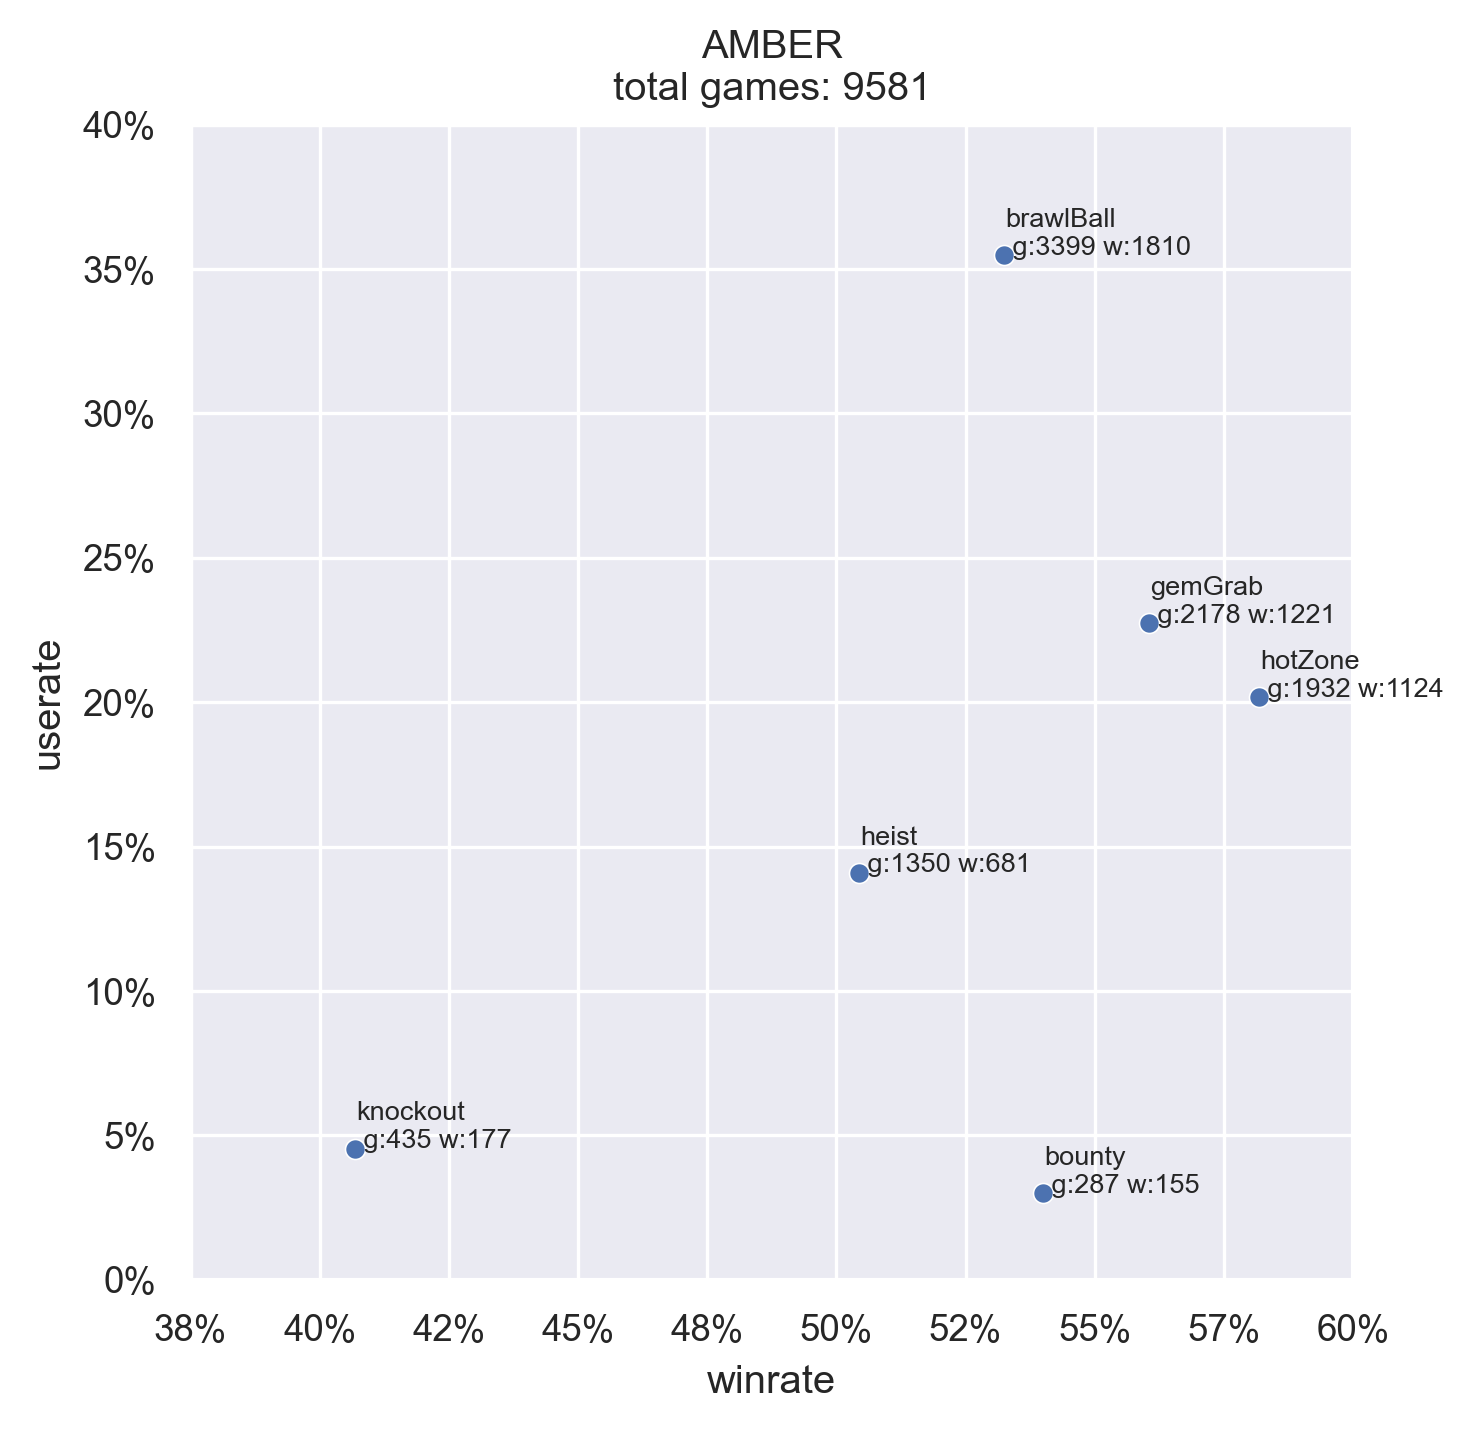 AMBER
total games: 9581
40%
35%
30%
25%
20%
15%
10%
5%
0%
userate
brawlBall
g:3399 w:1810
gemGrab
g:2178 w:1221
hotZone
g:1932 w:1124
heist
g:1350 w:681
knockout
g:435 w:177
bounty
g:287 w:155
38% 40% 42% 45% 48% 50% 52% 55% 57% 60%
winrate